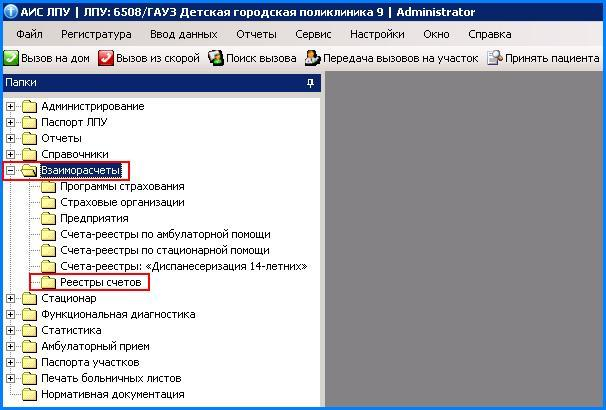 АИС ЛПУ | ЛПУ: 6508/ГАУЗ Детская городская поликлиника 9 | Administrator
Файл Регистратура Ввод данных Отчеты Сервис Настройки Окно Справка
Вызов на дом Вызов из скорой Поиск вызова Передача вызовов на участок Принять пациента
Папки
Администрирование
Паспорт ЛПУ
Отчеты
Справочники
Взаиморасчеты
Программы страхования
Страховые организации
Предприятия
Счета-реестры по амбулаторной помощи
Счета-реестры по стационарной помощи
Счета-реестры: «Диспанесеризация 14-летних»
Реестры счетов
Стационар
Функциональная диагностика
Статистика
Амбулаторный прием
Паспорта участков
Печать больничных листов
Нормативная документация